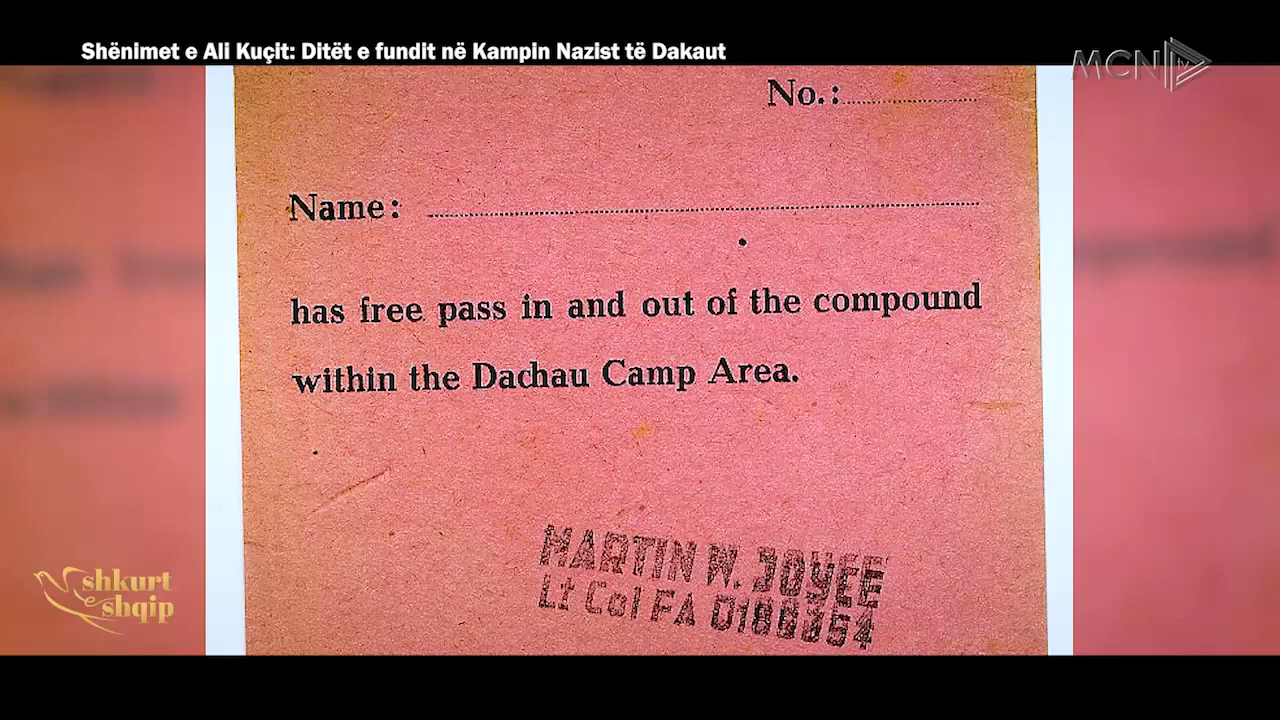 Shënimet e Ali Kuçit: Ditët e fundit në Kampin Nazist të Dakaut
MCN TV
No.:
Name:
has free pass in and out of the compound
within the Dachau Camp Area.
MARTIN W. JOYCE
Lt Col FA
shkurt
e
shqip